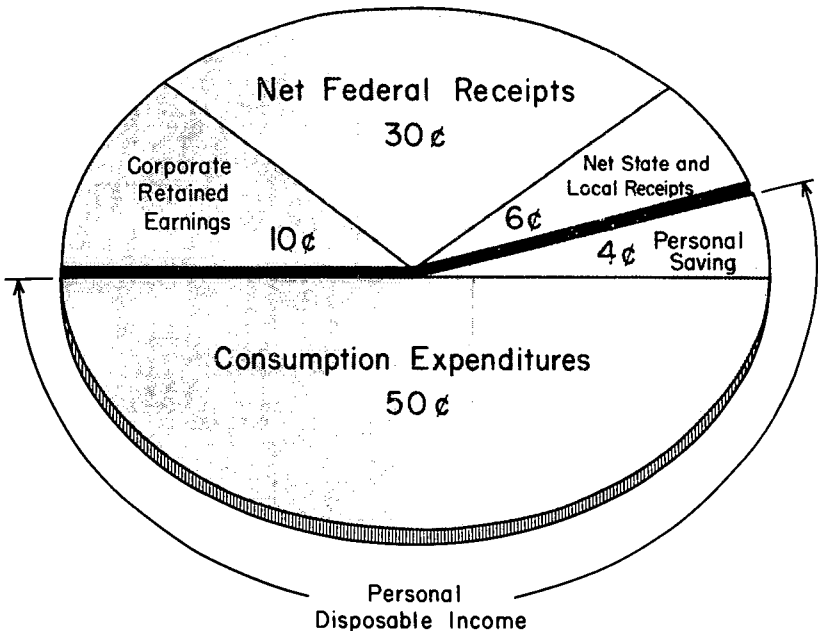 Net Federal Receipts
30¢
Corporate
Retained
Earnings
10¢
Net State and
Local Receipts
6¢
4¢
Personal
Saving
Consumption Expenditures
50¢
Personal
Disposable Income